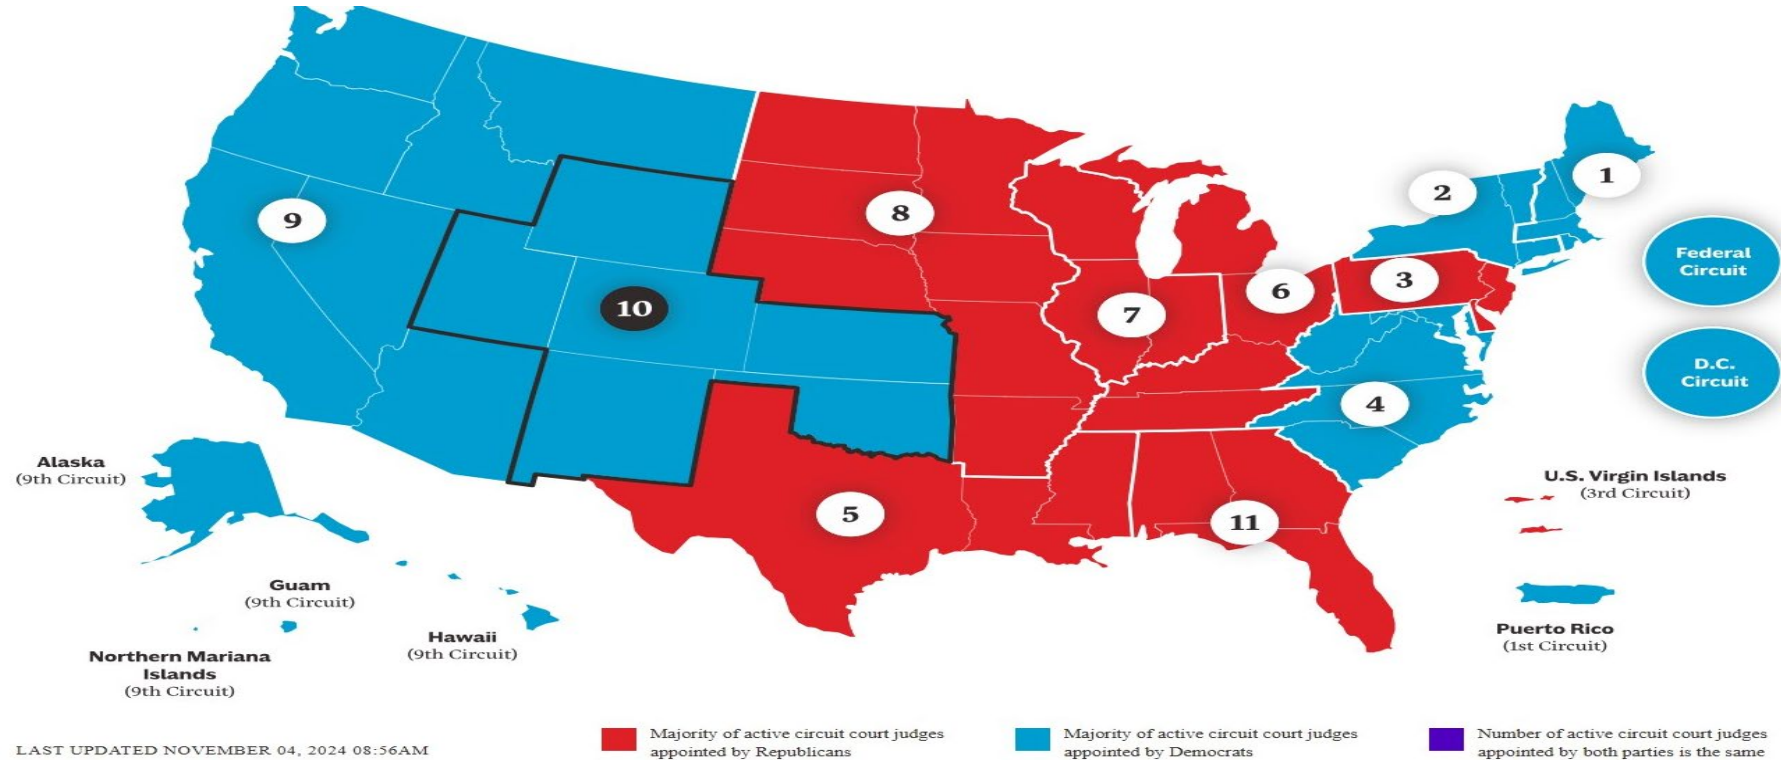 1
2
9
8
Federal
Circuit
3
6
10
7
D.C.
Circuit
4
Alaska
(9th Circuit)
U.S. Virgin Islands
(3rd Circuit)
5
11
Guam
(9th Circuit)
Hawaii
(9th Circuit)
Puerto Rico
(1st Circuit)
Northern Mariana
Islands
(9th Circuit)
LAST UPDATED NOVEMBER 04, 2024 08:56AM
Majority of active circuit court judges
appointed by Republicans
Majority of active circuit court judges
appointed by Democrats
Number of active circuit court judges
appointed by both parties is the same